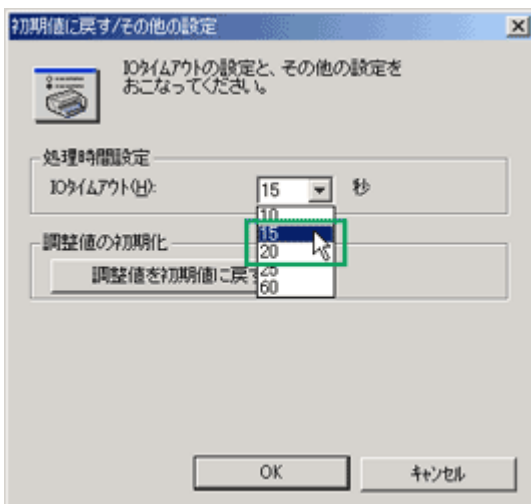 初期値に戻す/その他の設定
IOタイムアウトの設定と、その他の設定を
おこなってください。
処理時間設定
IOタイムアウト(H): 15 秒
10
15
調整値の初期化
20
調整値を初期値に戻す
25
60
OK キャンセル